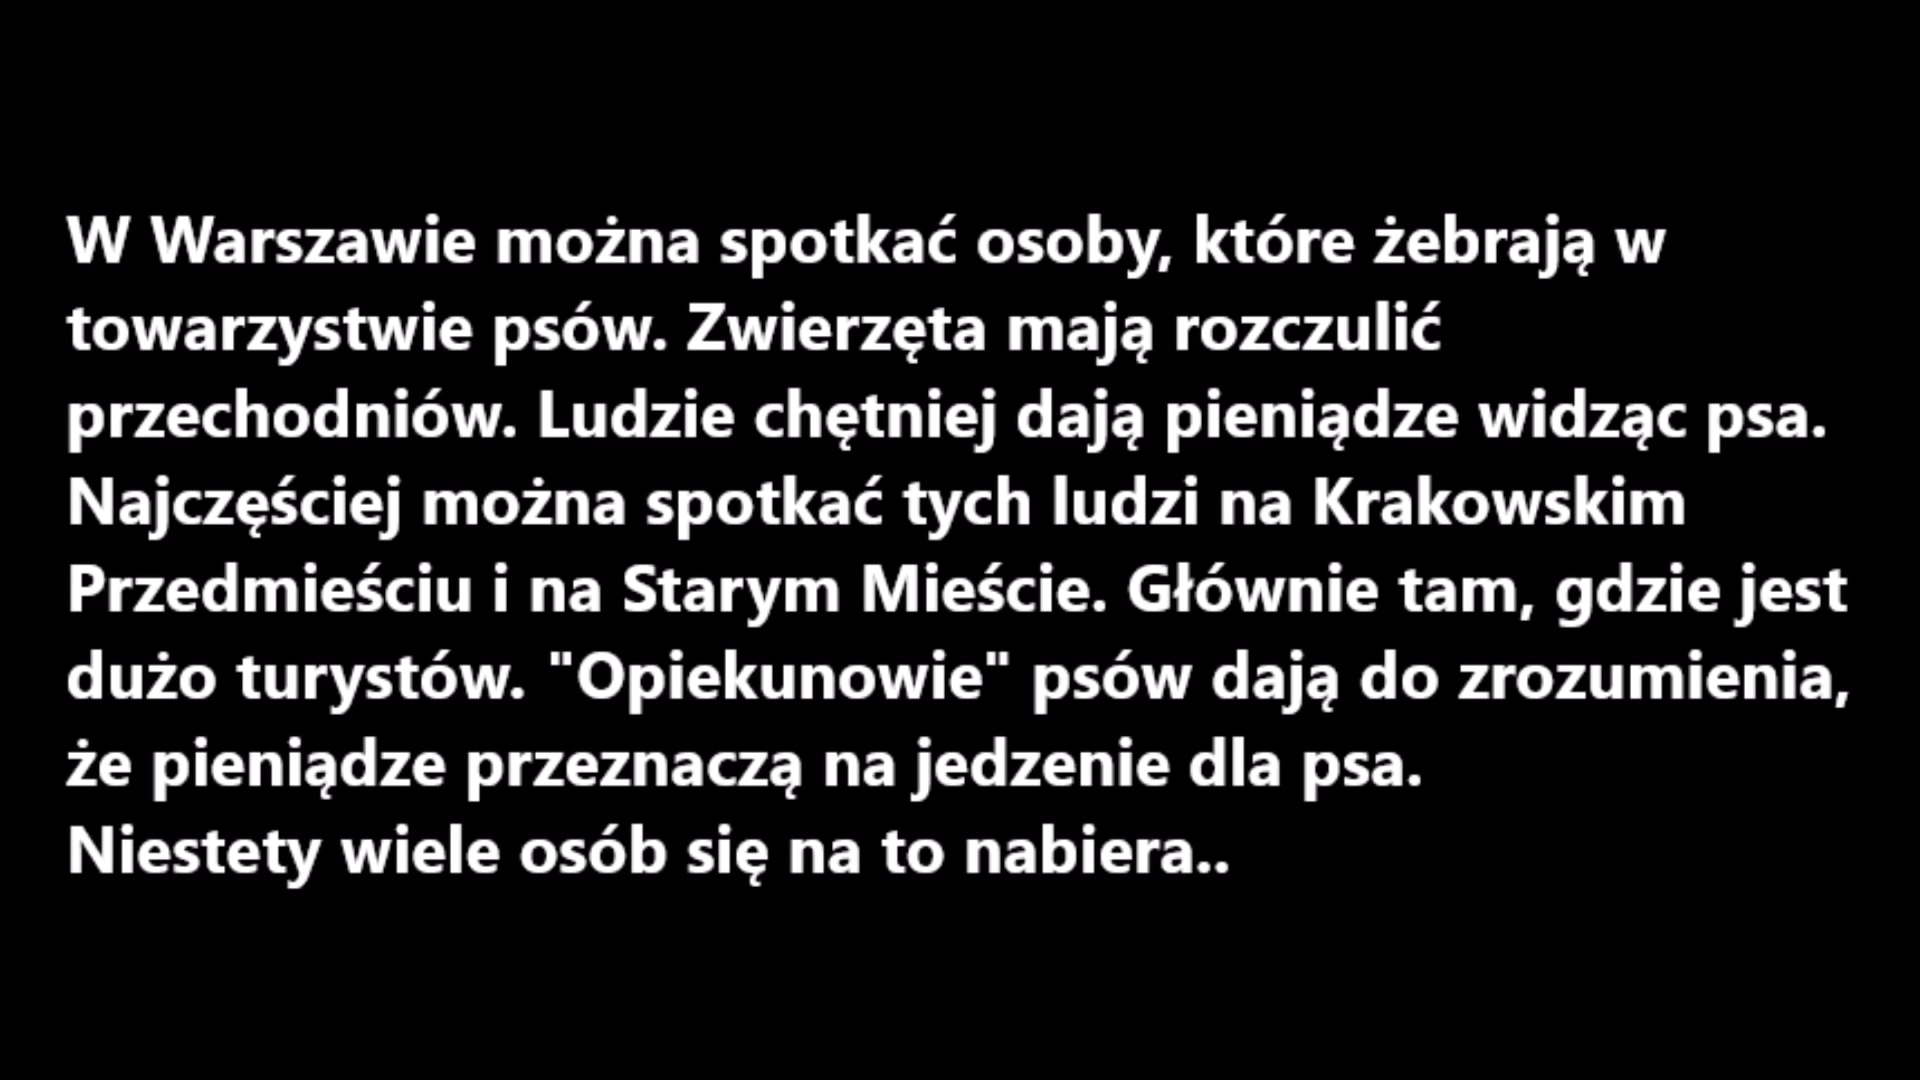 W Warszawie można spotkać osoby, które żebrają w
towarzystwie psów. Zwierzęta mają rozczulić
przechodniów. Ludzie chętniej dają pieniądze widząc psa.
Najczęściej można spotkać tych ludzi na Krakowskim
Przedmieściu i na Starym Mieście. Głównie tam, gdzie jest
dużo turystów. "Opiekunowie" psów dają do zrozumienia,
że pieniądze przeznaczą na jedzenie dla psa.
Niestety wiele osób się na to nabiera..